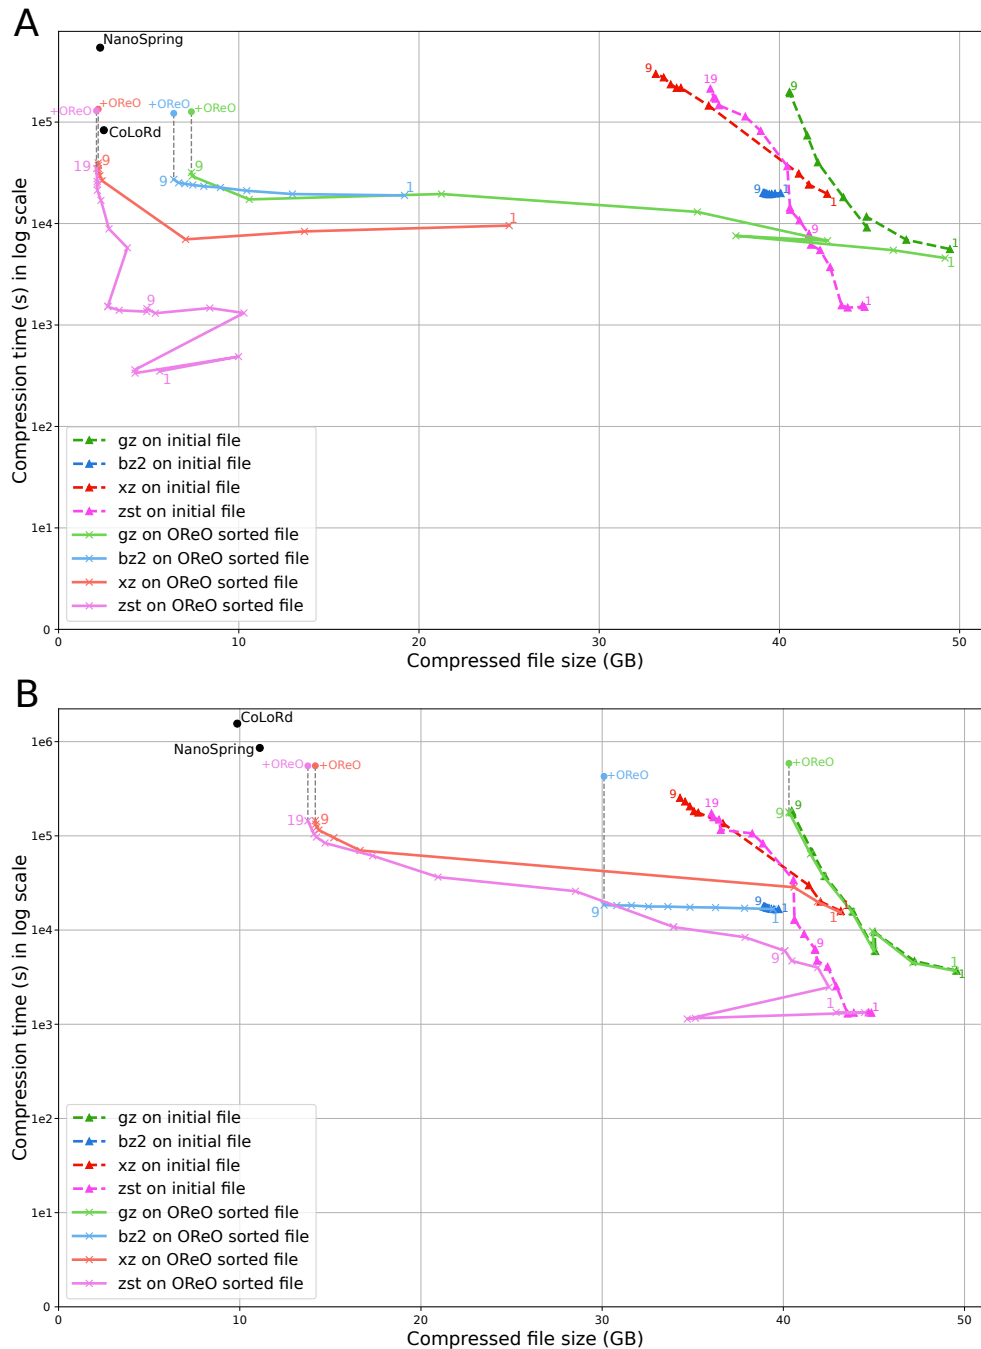 A
NanoSpring
+OReO
+OReO
+OReO
+OReO
CoLoRd
9
19
9
9
1
1
9
1
9
19
9
9
1
1
9
1
1
1
1e5
1e4
1e3
1e2
1e1
0
Compression time (s) in log scale
gz on initial file
bz2 on initial file
xz on initial file
zst on initial file
gz on OReO sorted file
bz2 on OReO sorted file
xz on OReO sorted file
zst on OReO sorted file
0 10 20 30 40 50
Compressed file size (GB)
B
CoLoRd
NanoSpring
+OReO
+OReO
+OReO
+OReO
19
9
9
9
19
9
9
9
1
1
1
1
9
9
1
1
1
1
1e6
1e5
1e4
1e3
1e2
1e1
0
Compression time (s) in log scale
gz on initial file
bz2 on initial file
xz on initial file
zst on initial file
gz on OReO sorted file
bz2 on OReO sorted file
xz on OReO sorted file
zst on OReO sorted file
0 10 20 30 40 50
Compressed file size (GB)